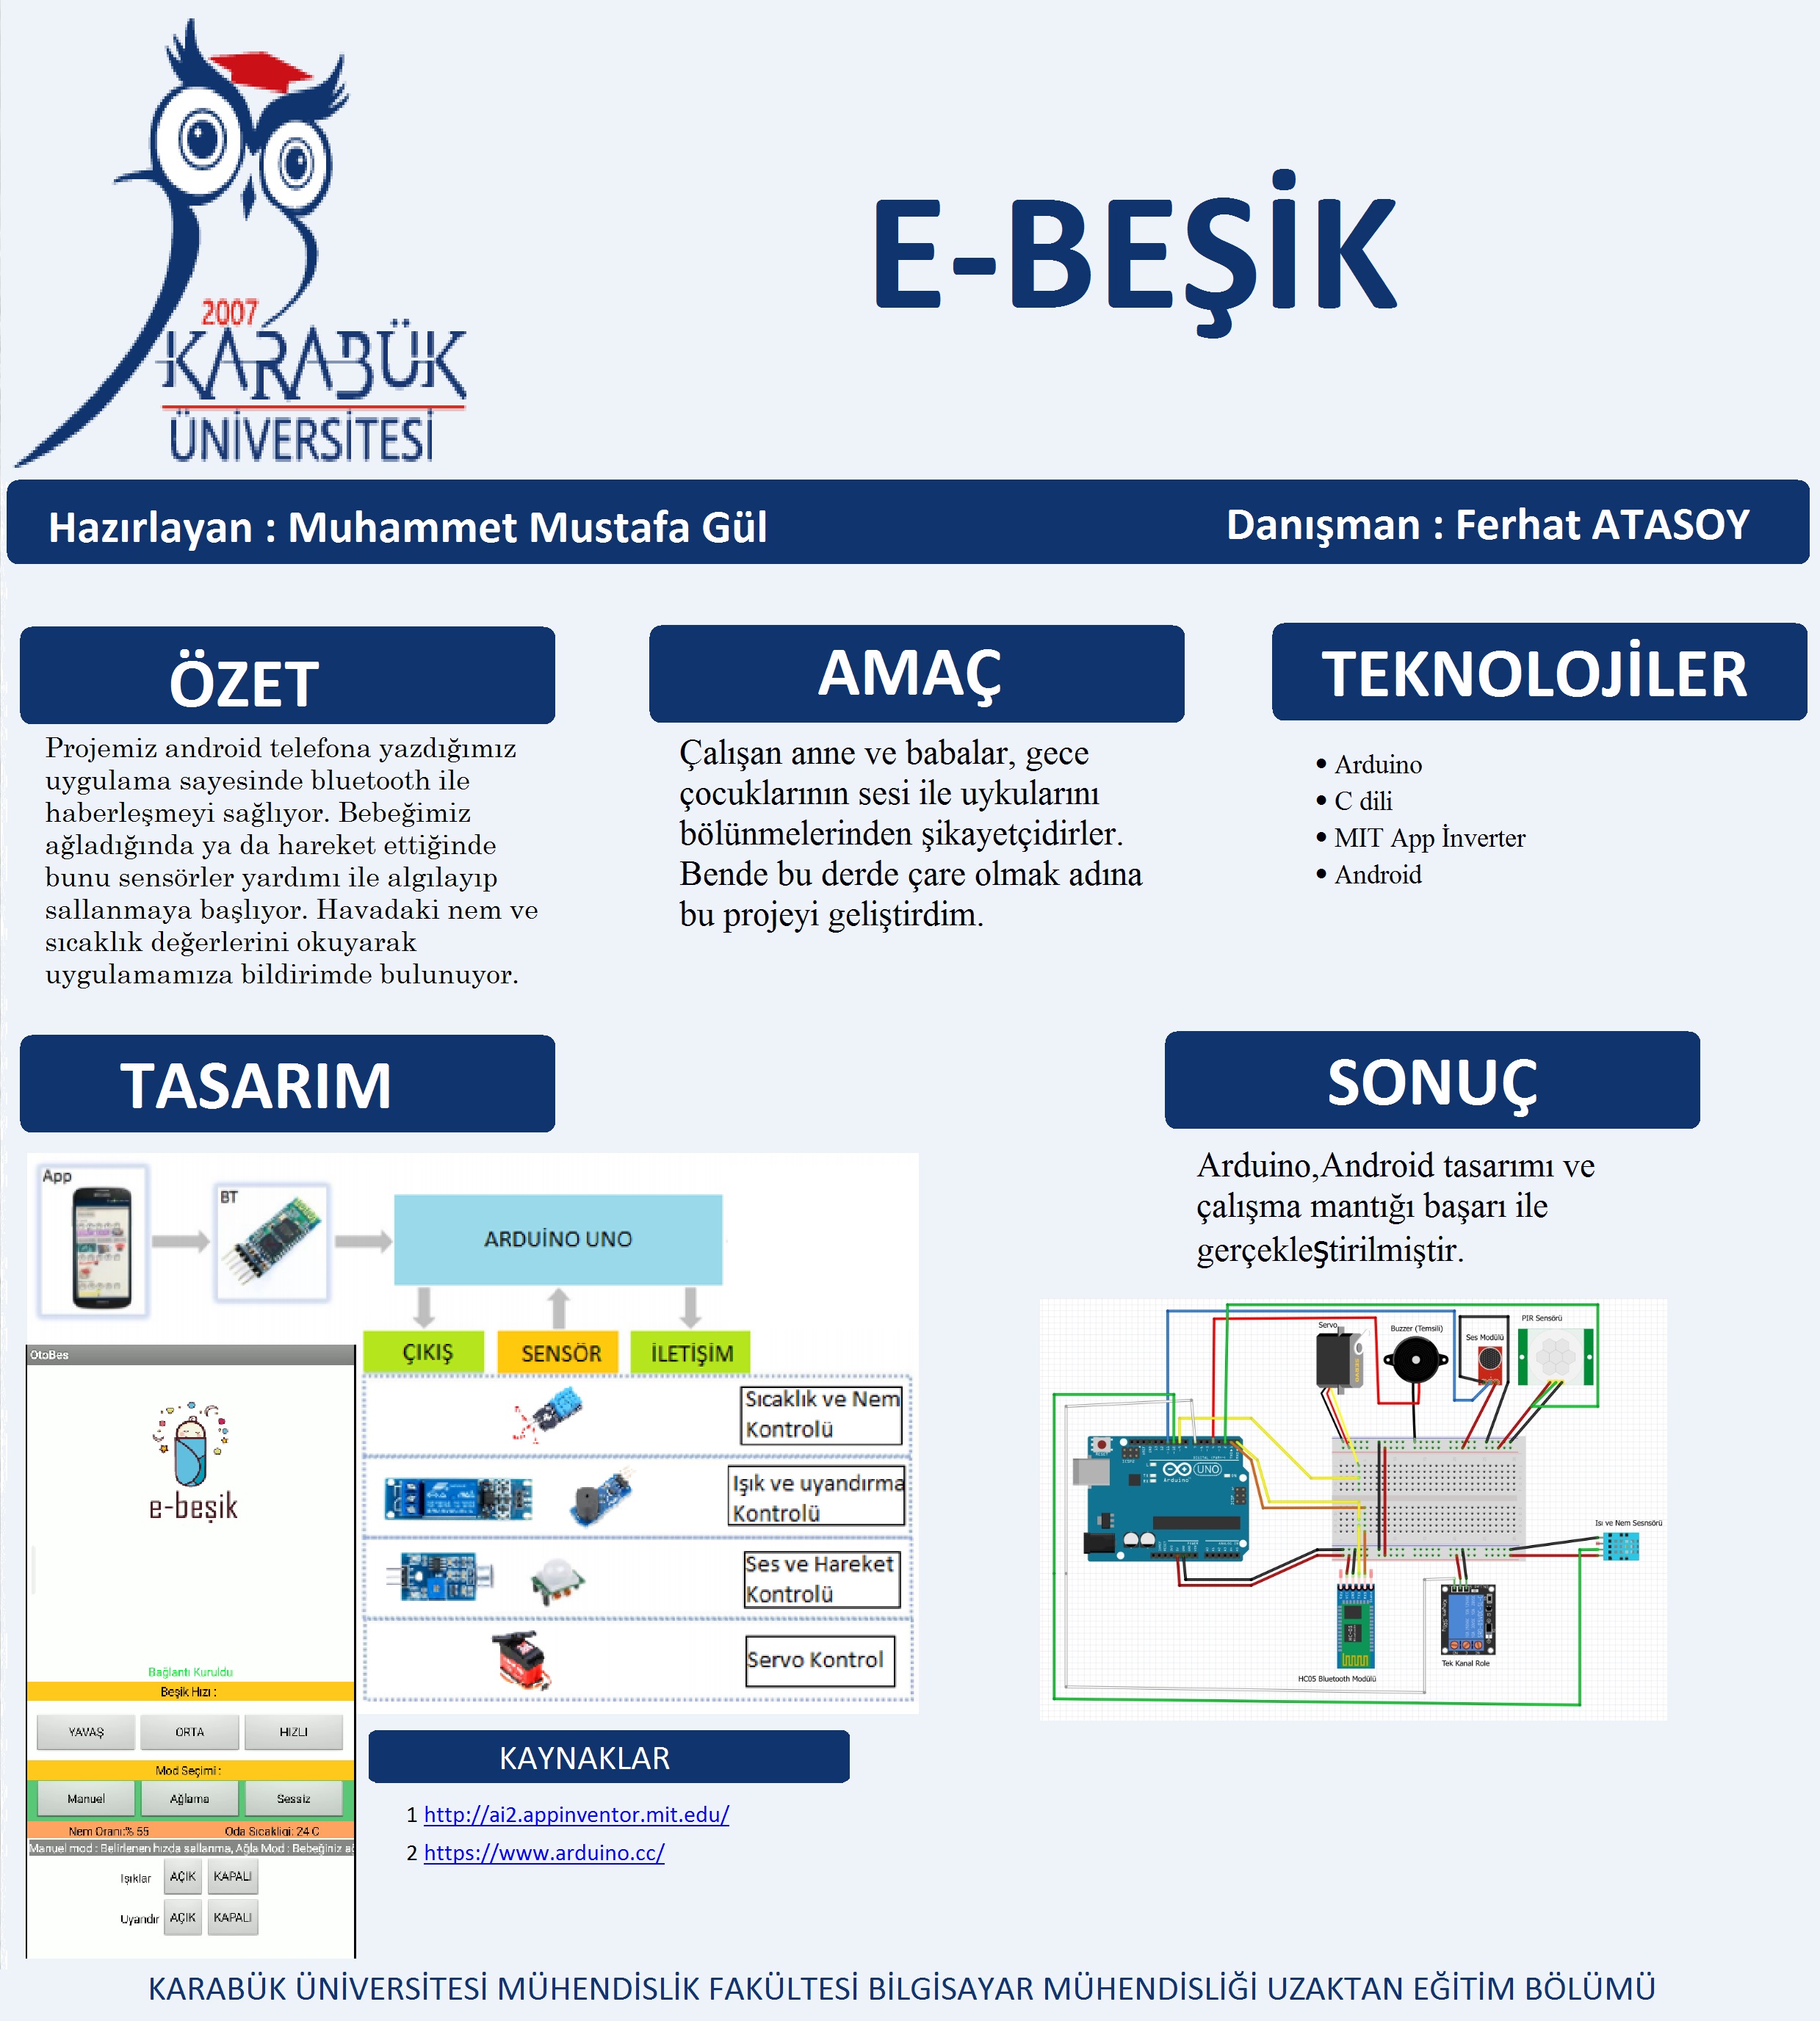 2007
KARABÜK
ÜNİVERSİTESİ
E-BEŞİK
Hazırlayan : Muhammet Mustafa Gül
Danışman : Ferhat ATASOY
ÖZET
Projemiz android telefona yazdığımız
uygulama sayesinde bluetooth ile
haberleşmeyi sağlıyor. Bebeğimiz
ağladığında ya da hareket ettiğinde
bunu sensörler yardımı ile algılayıp
sallanmaya başlıyor. Havadaki nem ve
sıcaklık değerlerini okuyarak
uygulamamıza bildirimde bulunuyor.
AMAÇ
Çalışan anne ve babalar, gece
çocuklarının sesi ile uykularını
bölünmelerinden şikayetçidirler.
Bende bu derde çare olmak adına
bu projeyi geliştirdim.
TEKNOLOJİLER
• Arduino
• C dili
• MIT App İnverter
• Android
TASARIM
App
BT
ARDUİNO UNO
ÇIKIŞ
SENSÖR
İLETİŞİM
Sıcaklık ve Nem
Kontrolü
Işık ve uyandırma
Kontrolü
Ses ve Hareket
Kontrolü
Servo Kontrol
OtoBes
e-beşik
Bağlantı Kuruldu
Beşik Hızı :
YAVAŞ
ORTA
HIZLI
Mod Seçimi :
Manuel
Ağlama
Sessiz
Nem Oranı:% 55
Oda Sıcaklıgi: 24 C
Manuel mod : Belirlenen hızda sallanma, Ağla Mod : Bebeğiniz ağ
Işıklar
AÇIK
KAPALI
Uyandır
AÇIK
KAPALI
SONUÇ
Arduino,Android tasarımı ve
çalışma mantığı başarı ile
gerçekleştirilmiştir.
Servo
Buzzer (Temsili)
Ses Modülü
PIR Sensörü
UNO
Arduino
Isı ve Nem Sesnsörü
HC05 Bluetooth Modülü
Tek Kanal Role
KAYNAKLAR
1 http://ai2.appinventor.mit.edu/
2 https://www.arduino.cc/
KARABÜK ÜNİVERSİTESİ MÜHENDİSLİK FAKÜLTESİ BİLGİSAYAR MÜHENDİSLİĞİ UZAKTAN EĞİTİM BÖLÜMÜ